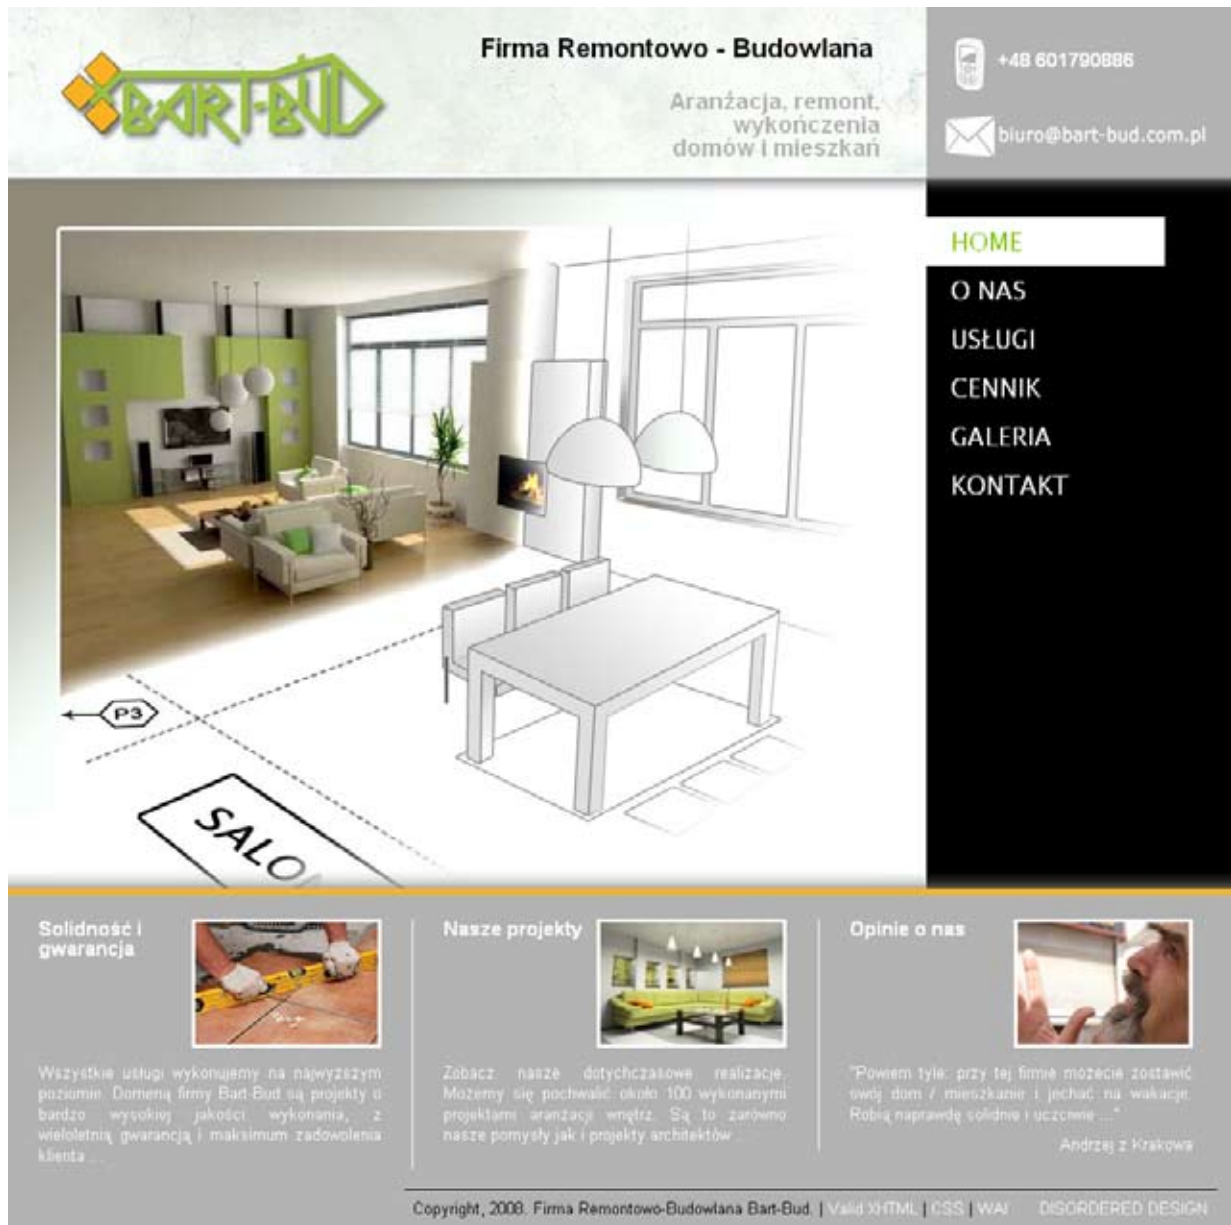 BART-BUD
Firma Remontowo - Budowlana
Aranżacja, remont,
wykończenia
domów i mieszkań
+48 601790886
biuro@bart-bud.com.pl
HOME
O NAS
USŁUGI
CENNIK
GALERIA
KONTAKT
P3
SALON
Solidność i
gwarancja
Wszystkie usługi wykonujemy na najwyższym
poziomie. Domeną firmy Bart-Bud są projekty o
bardzo wysokiej jakości wykonania, z
wieloletnią gwarancją i maksimum zadowolenia
klienta ...
Nasze projekty
Zobacz nasze dotychczasowe realizacje.
Możemy się pochwalić około 100 wykonanymi
projektami aranżacji wnętrz. Są to zarówno
nasze pomysły jak i projekty architektów ...
Opinie o nas
"Powiem tyle: przy tej firmie możecie zostawić
swój dom / mieszkanie i jechać na wakacje.
Robią naprawdę solidnie i uczciwie ..."
Andrzej z Krakowa
Copyright, 2008. Firma Remontowo-Budowlana Bart-Bud. | Valid XHTML | CSS | WAI DISORDERED DESIGN